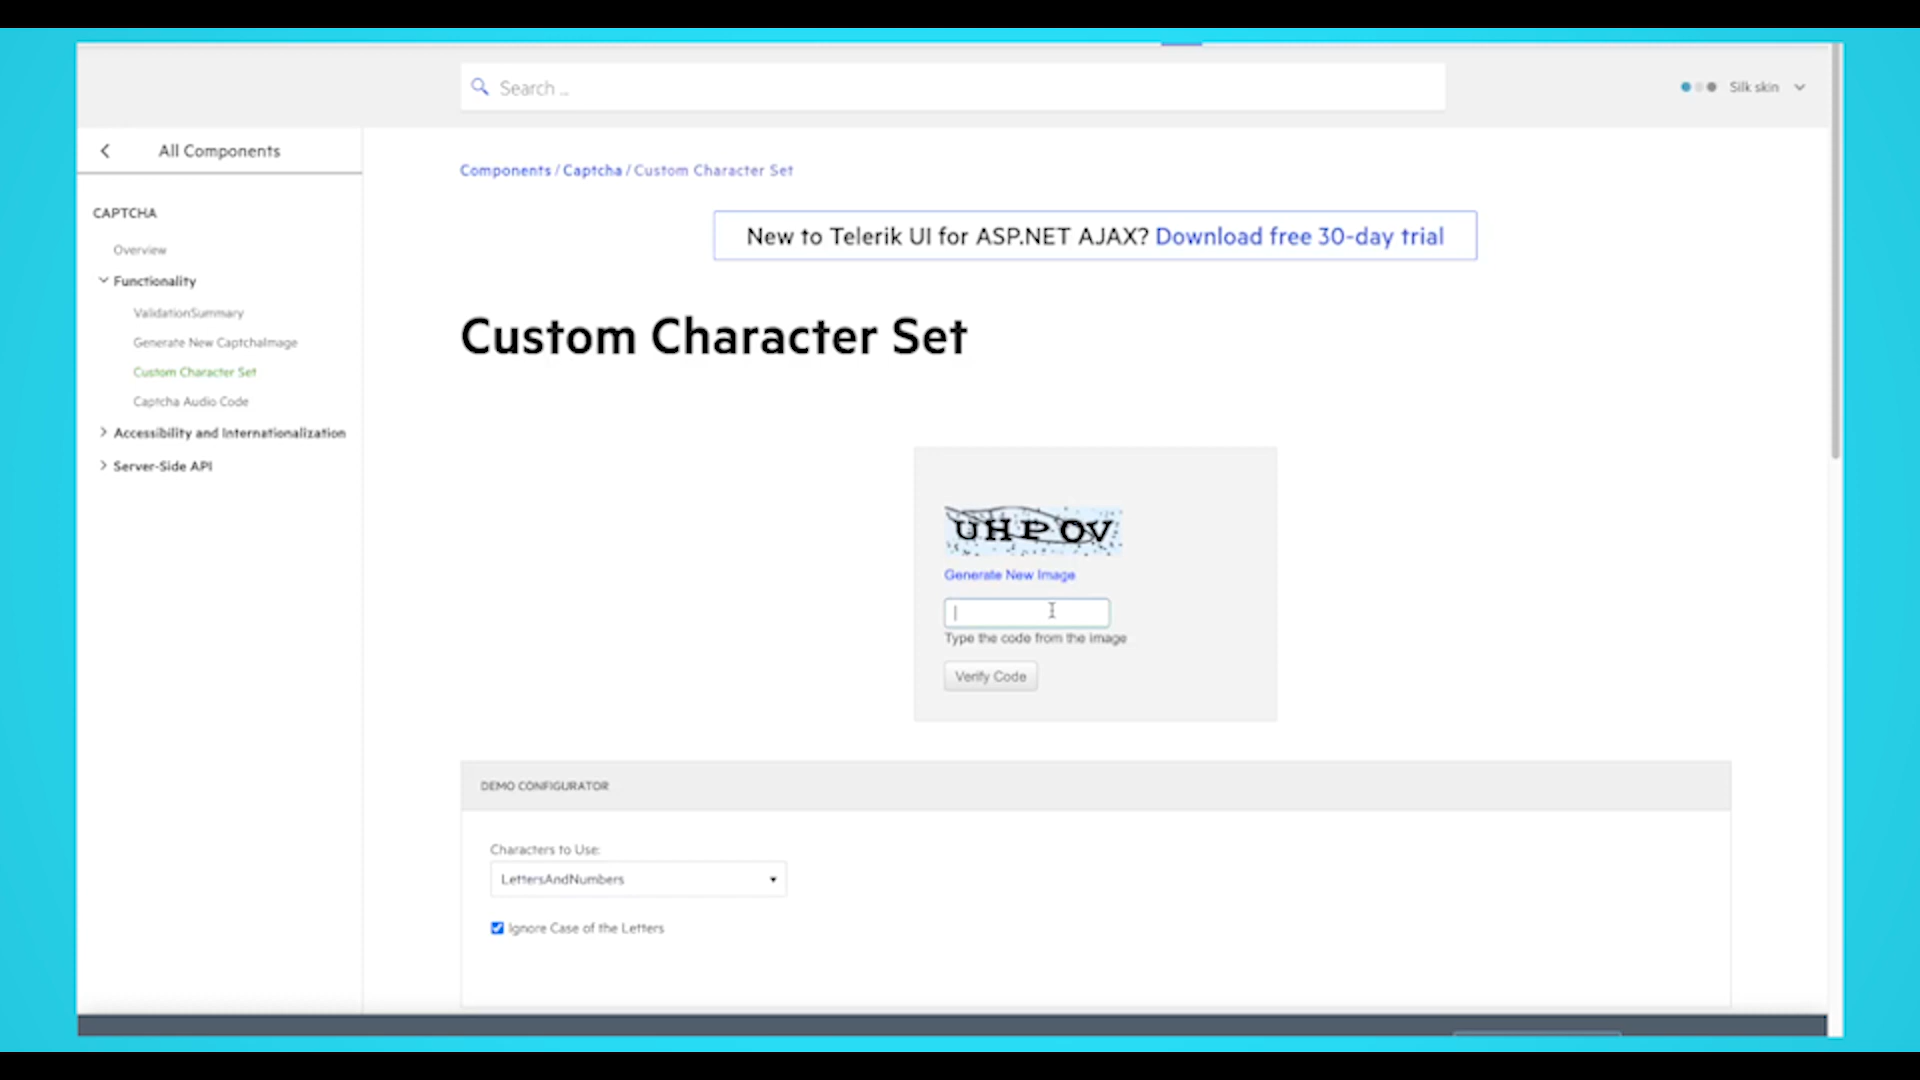 Search ...
Silk skin
All Components
Components / Captcha / Custom Character Set
CAPTCHA
New to Telerik UI for ASP.NET AJAX? Download free 30-day trial
Overview
Functionality
ValidationSummary
Generate New CaptchaImage
Custom Character Set
Captcha Audio Code
Accessibility and Internationalization
Server-Side API
Custom Character Set
UHPOV
Generate New Image
Type the code from the image
Verify Code
DEMO CONFIGURATOR
Characters to Use:
LettersAndNumbers
Ignore Case of the Letters